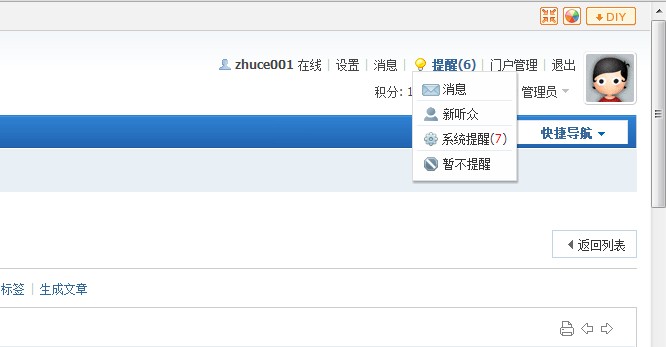 DIY
zhuce001 在线 | 设置 | 消息 | 提醒(6) | 门户管理 | 退出
积分: 管理员
消息
新听众
系统提醒(7)
暂不提醒
快捷导航
返回列表
标签 | 生成文章